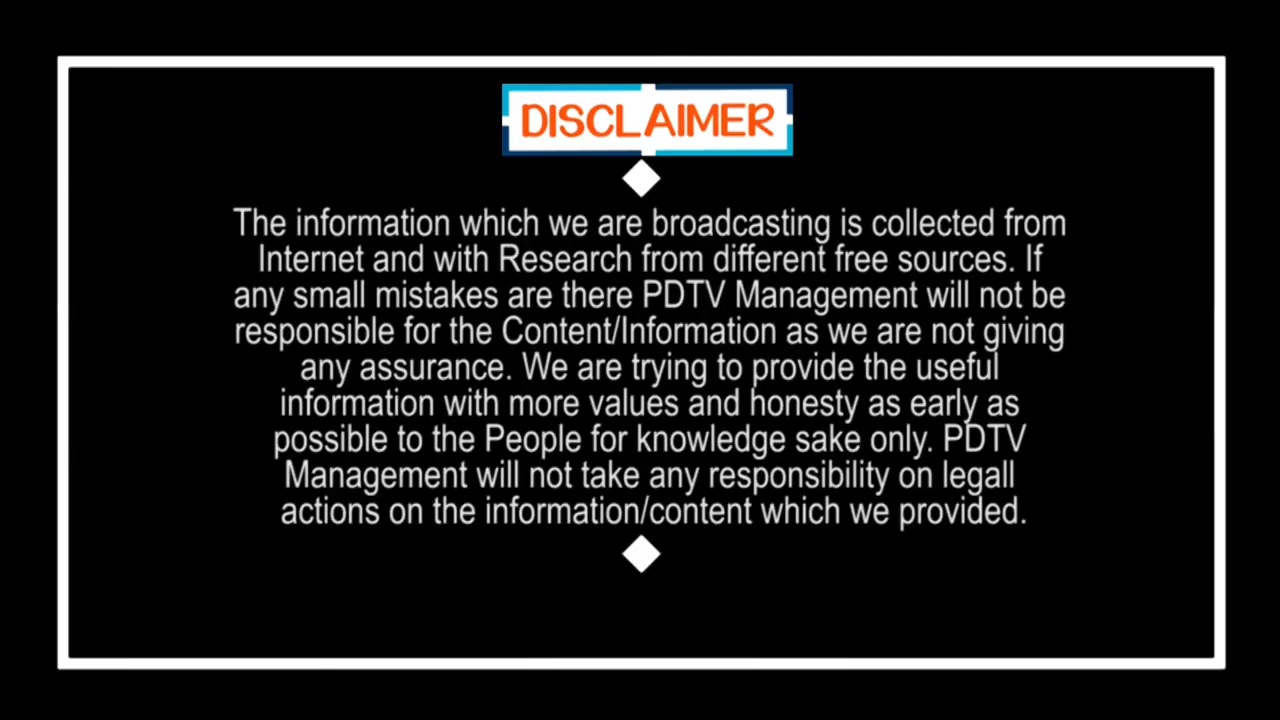 DISCLAIMER
The information which we are broadcasting is collected from
Internet and with Research from different free sources. If
any small mistakes are there PDTV Management will not be
responsible for the Content/Information as we are not giving
any assurance. We are trying to provide the useful
information with more values and honesty as early as
possible to the People for knowledge sake only. PDTV
Management will not take any responsibility on legall
actions on the information/content which we provided.